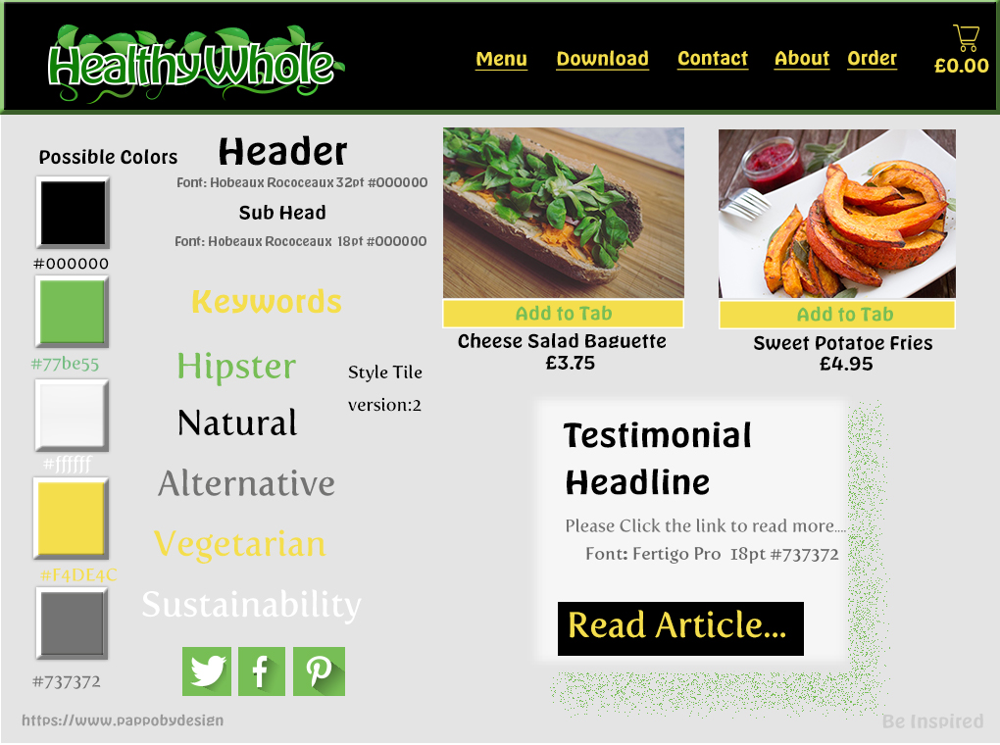 Healthy Whole
Menu Download Contact About Order
£0.00
Possible Colors
Header
Font: Hobeaux Rococeaux 32pt #000000
Sub Head
Font: Hobeaux Rococeaux 18pt #000000
#000000
#77be55
#ffffff
#F4DE4C
#737372
Keywords
Hipster
Natural
Alternative
Vegetarian
Sustainability
Style Tile
version:2
Add to Tab
Cheese Salad Baguette
£3.75
Add to Tab
Sweet Potatoe Fries
£4.95
Testimonial
Headline
Please Click the link to read more....
Font: Fertigo Pro 18pt #737372
Read Article...
https://www.pappobydesign
Be Inspired